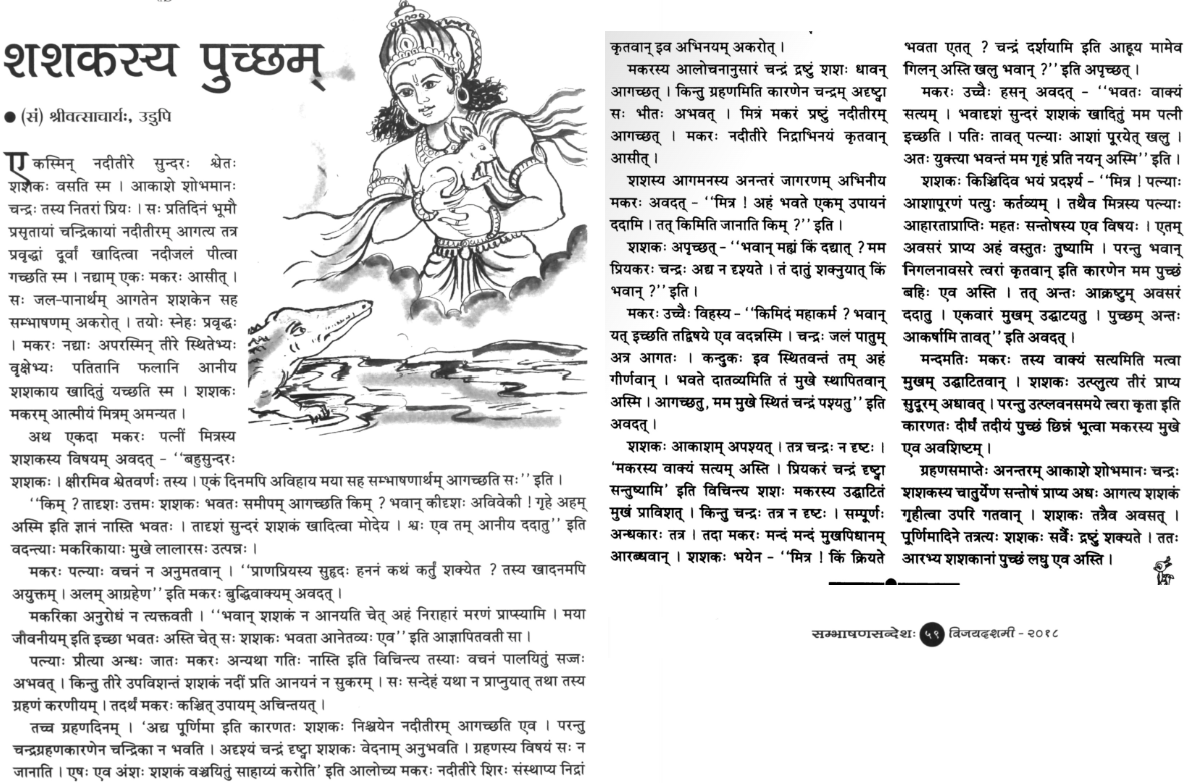 शशकस्य पुच्छम्
● (सं) श्रीवत्साचार्यः, उडुपि
एकस्मिन् नदीतीरे सुन्दरः श्वेतः
शशकः वसति स्म । आकाशे शोभमानः
चन्द्रः तस्य नितरां प्रियः । सः प्रतिदिनं भूमौ
प्रसृतायां चन्द्रिकायां नदीतीरम् आगत्य तत्र
प्रवृद्धां दूर्वां खादित्वा नदीजलं पीत्वा
गच्छति स्म । नद्याम् एकः मकरः आसीत् ।
सः जल-पानार्थम् आगतेन शशकेन सह
सम्भाषणम् अकरोत् । तयोः स्नेहः प्रवृद्धः
। मकरः नद्याः अपरस्मिन् तीरे स्थितेभ्यः
वृक्षेभ्यः पतितानि फलानि आनीय
शशकाय खादितुं यच्छति स्म । शशकः
मकरम् आत्मीयं मित्रम् अमन्यत ।
अथ एकदा मकरः पत्नीं मित्रस्य
शशकस्य विषयम् अवदत् - ‘‘बहुसुन्दरः
शशकः । क्षीरमिव श्वेतवर्णः तस्य । एकं दिनमपि अविहाय मया सह सम्भाषणार्थम् आगच्छति सः’’ इति ।
‘‘किम् ? तादृशः उत्तमः शशकः भवतः समीपम् आगच्छति किम् ? भवान् कीदृशः अविवेकी ! गृहे अहम्
अस्मि इति ज्ञानं नास्ति भवतः । तादृशं सुन्दरं शशकं खादित्वा मोदेय । श्वः एव तम् आनीय ददातु’’ इति
वदन्त्याः मकरिकायाः मुखे लालारसः उत्पन्नः ।
मकरः पत्न्याः वचनं न अनुमतवान् । ‘‘प्राणप्रियस्य सुहृदः हननं कथं कर्तुं शक्येत ? तस्य खादनमपि
अयुक्तम् । अलम् आग्रहेण’’ इति मकरः बुद्धिवाक्यम् अवदत् ।
मकरिका अनुरोधं न त्यक्तवती । ‘‘भवान् शशकं न आनयति चेत् अहं निराहारं मरणं प्राप्स्यामि । मया
जीवनीयम् इति इच्छा भवतः अस्ति चेत् सः शशकः भवता आनेतव्यः एव’’ इति आज्ञापितवती सा ।
पत्न्याः प्रीत्या अन्धः जातः मकरः अन्यथा गतिः नास्ति इति विचिन्त्य तस्याः वचनं पालयितुं सज्जः
अभवत् । किन्तु तीरे उपविशन्तं शशकं नदीं प्रति आनयनं न सुकरम् । सः सन्देहं यथा न प्राप्नुयात् तथा तस्य
ग्रहणं करणीयम् । तदर्थं मकरः कञ्चित् उपायम् अचिन्तयत् ।
तच्च ग्रहणदिनम् । ‘अद्य पूर्णिमा इति कारणतः शशकः निश्चयेन नदीतीरम् आगच्छति एव । परन्तु
चन्द्रग्रहणकारणेन चन्द्रिका न भवति । अदृश्यं चन्द्रं दृष्ट्वा शशकः वेदनाम् अनुभवति । ग्रहणस्य विषयं सः न
जानाति । एषः एव अंशः शशकं वञ्चयितुं साहाय्यं करोति’ इति आलोच्य मकरः नदीतीरे शिरः संस्थाप्य निद्रां
कृतवान् इव अभिनयम् अकरोत् ।
मकरस्य आलोचनानुसारं चन्द्रं द्रष्टुं शशः धावन्
आगच्छत् । किन्तु ग्रहणमिति कारणेन चन्द्रम् अदृष्ट्वा
सः भीतः अभवत् । मित्रं मकरं प्रष्टुं नदीतीरम्
आगच्छत् । मकरः नदीतीरे निद्राभिनयं कृतवान्
आसीत् ।
शशस्य आगमनस्य अनन्तरं जागरणम् अभिनीय
मकरः अवदत् - ‘‘मित्र ! अहं भवते एकम् उपायनं
ददामि । तत् किमिति जानाति किम् ?’’ इति ।
शशकः अपृच्छत् - ‘‘भवान् मह्यं किं दद्यात् ? मम
प्रियकरः चन्द्रः अद्य न दृश्यते । तं दातुं शक्नुयात् किं
भवान् ?’’ इति ।
मकरः उच्चैः विहस्य - ‘‘किमिदं महाकर्म ? भवान्
यत् इच्छति तद्विषये एव वदन्नस्मि । चन्द्रः जलं पातुम्
अत्र आगतः । कन्दुकः इव स्थितवन्तं तम् अहं
गीर्णवान् । भवते दातव्यमिति तं मुखे स्थापितवान्
अस्मि । आगच्छतु, मम मुखे स्थितं चन्द्रं पश्यतु’’ इति
अवदत् ।
शशकः आकाशम् अपश्यत् । तत्र चन्द्रः न दृष्टः ।
‘मकरस्य वाक्यं सत्यम् अस्ति । प्रियकरं चन्द्रं दृष्ट्वा
सन्तुष्यामि’ इति विचिन्त्य शशः मकरस्य उद्घाटितं
मुखं प्राविशत् । किन्तु चन्द्रः तत्र न दृष्टः । सम्पूर्णः
अन्धकारः तत्र । तदा मकरः मन्दं मन्दं मुखपिधानम्
आरब्धवान् । शशकः भयेन - ‘‘मित्र ! किं क्रियते
भवता एतत् ? चन्द्रं दर्शयामि इति आहूय मामेव
गिलन् अस्ति खलु भवान् ?’’ इति अपृच्छत् ।
मकरः उच्चैः हसन् अवदत् - ‘‘भवतः वाक्यं
सत्यम् । भवादृशं सुन्दरं शशकं खादितुं मम पत्नी
इच्छति । पतिः तावत् पत्न्याः आशां पूरयेत् खलु ।
अतः युक्त्या भवन्तं मम गृहं प्रति नयन् अस्मि’’ इति ।
शशकः किञ्चिदिव भयं प्रदर्श्य - ‘‘मित्र ! पत्न्याः
आशापूरणं पत्युः कर्तव्यम् । तथैव मित्रस्य पत्न्याः
आहारताप्राप्तिः महतः सन्तोषस्य एव विषयः । एतम्
अवसरं प्राप्य अहं वस्तुतः तुष्यामि । परन्तु भवान्
निगलनावसरे त्वरां कृतवान् इति कारणेन मम पुच्छं
बहिः एव अस्ति । तत् अन्तः आक्रष्टुम् अवसरं
ददातु । एकवारं मुखम् उद्घाटयतु । पुच्छम् अन्तः
आकर्षामि तावत्’’ इति अवदत् ।
मन्दमतिः मकरः तस्य वाक्यं सत्यमिति मत्वा
मुखम् उद्घाटितवान् । शशकः उत्प्लुत्य तीरं प्राप्य
सुदूरम् अधावत् । परन्तु उत्प्लवनसमये त्वरा कृता इति
कारणतः दीर्घं तदीयं पुच्छं छिन्नं भूत्वा मकरस्य मुखे
एव अवशिष्टम् ।
ग्रहणसमाप्तेः अनन्तरम् आकाशे शोभमानः चन्द्रः
शशकस्य चातुर्येण सन्तोषं प्राप्य अधः आगत्य शशकं
गृहीत्वा उपरि गतवान् । शशकः तत्रैव अवसत् ।
पूर्णिमादिने तत्रत्यः शशकः सर्वैः द्रष्टुं शक्यते । ततः
आरभ्य शशकानां पुच्छं लघु एव अस्ति ।
सम्भाषणसन्देशः ५९ विजयदशमी - २०१८